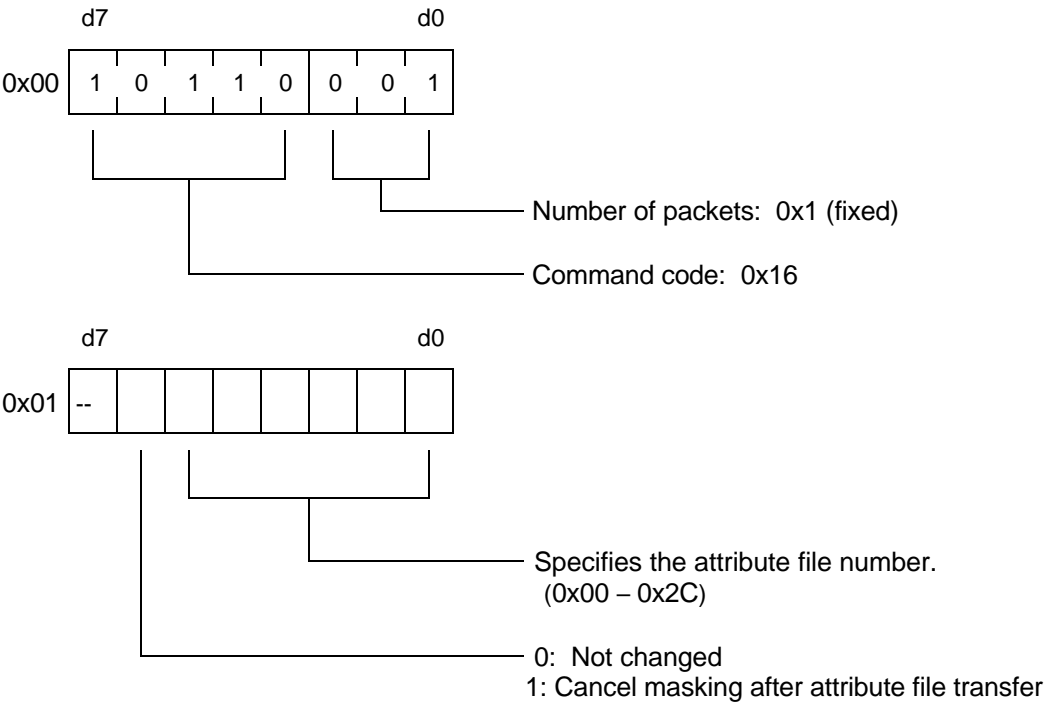 d7 d0
0x00 1 0 1 1 0 0 0 1
Number of packets: 0x1 (fixed)
Command code: 0x16
d7 d0
0x01 --
Specifies the attribute file number.
(0x00 – 0x2C)
0: Not changed
1: Cancel masking after attribute file transfer